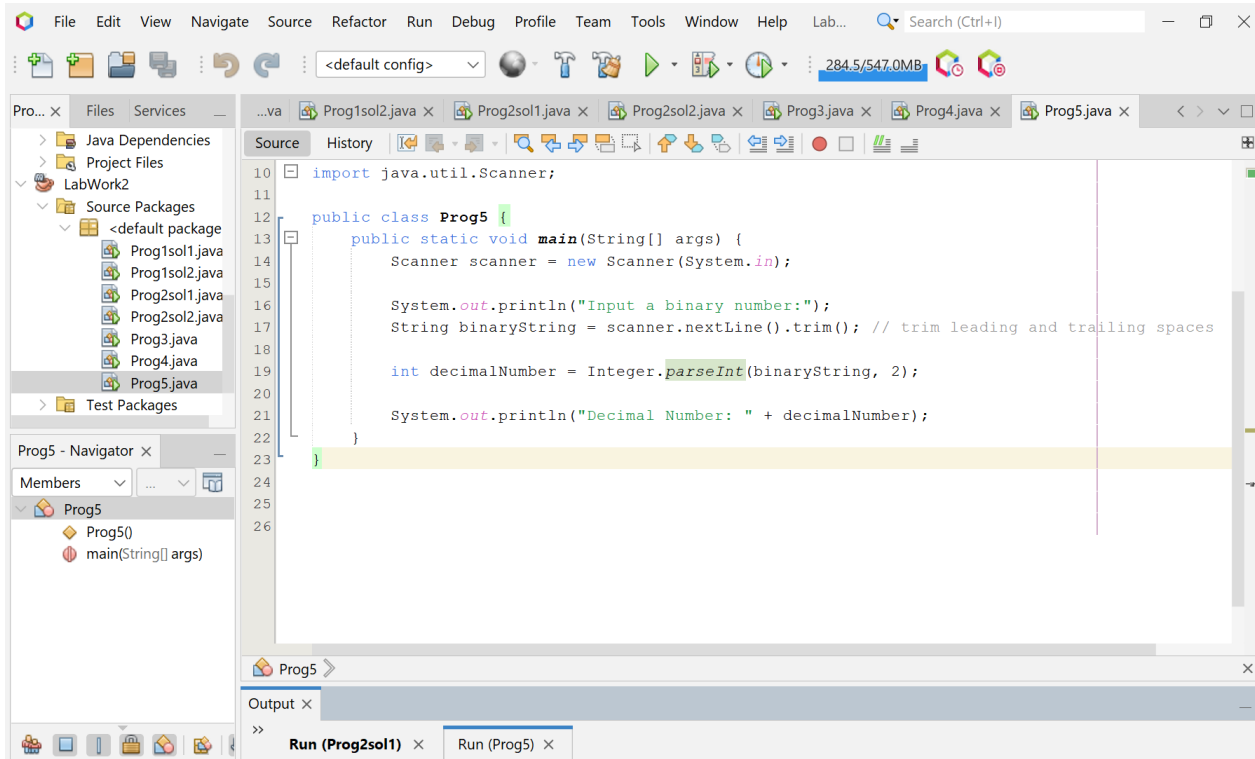 File Edit View Navigate Source Refactor Run Debug Profile Team Tools Window Help Lab... Search (Ctrl+I)
<default config> 284.5/547.0MB
Pro... Files Services
...va Prog1sol2.java Prog2sol1.java Prog2sol2.java Prog3.java Prog4.java Prog5.java
Java Dependencies
Project Files
LabWork2
Source Packages
<default package
Prog1sol1.java
Prog1sol2.java
Prog2sol1.java
Prog2sol2.java
Prog3.java
Prog4.java
Prog5.java
Test Packages
Prog5 - Navigator
Members ...
Prog5
Prog5()
main(String[] args)
Source History
10 import java.util.Scanner;
11
12 public class Prog5 {
13 public static void main(String[] args) {
14 Scanner scanner = new Scanner(System.in);
15
16 System.out.println("Input a binary number:");
17 String binaryString = scanner.nextLine().trim(); // trim leading and trailing spaces
18
19 int decimalNumber = Integer.parseInt(binaryString, 2);
20
21 System.out.println("Decimal Number: " + decimalNumber);
22 }
23 }
24
25
26
Prog5
Output
Run (Prog2sol1) Run (Prog5)